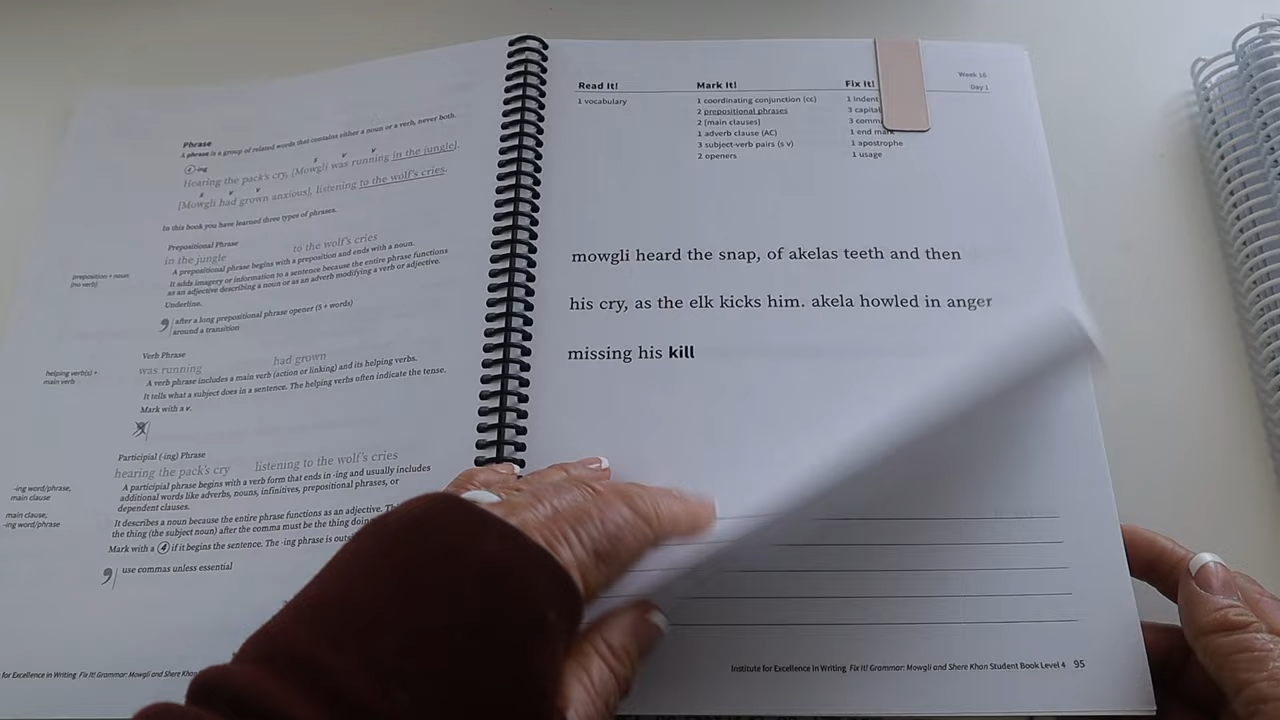 Phrase
A phrase is a group of related words that contains either a noun or a verb, never both.
s v v
④ -ing
Hearing the pack's cry, [Mowgli was running in the jungle].
s v v
[Mowgli had grown anxious], listening to the wolf's cries.
In this book you have learned three types of phrases.
Prepositional Phrase
in the jungle to the wolf's cries
preposition + noun
(no verb)
A prepositional phrase begins with a preposition and ends with a noun.
It adds imagery or information to a sentence because the entire phrase functions
as an adjective describing a noun or as an adverb modifying a verb or adjective.
Underline.
after a long prepositional phrase opener (5 + words)
around a transition
Verb Phrase
was running had grown
helping verb(s) +
main verb
A verb phrase includes a main verb (action or linking) and its helping verbs.
It tells what a subject does in a sentence. The helping verbs often indicate the tense.
Mark with a v.
Participial (-ing) Phrase
hearing the pack's cry listening to the wolf's cries
-ing word/phrase,
main clause
main clause,
-ing word/phrase
A participial phrase begins with a verb form that ends in -ing and usually includes
additional words like adverbs, nouns, infinitives, prepositional phrases, or
dependent clauses.
It describes a noun because the entire phrase functions as an adjective.
the thing (the subject noun) after the comma must be the thing
Mark with a ④ if it begins the sentence. The -ing phrase is
use commas unless essential
for Excellence in Writing Fix It! Grammar: Mowgli and Shere
Week 16
Day 1
Read It! Mark It! Fix It!
1 vocabulary 1 coordinating conjunction (cc) 1 indent
2 prepositional phrases 3
2 [main clauses] 3
1 adverb clause (AC) 1 end mark
3 subject-verb pairs (s v) 1 apostrophe
2 openers 1 usage
mowgli heard the snap, of akelas teeth and then
his cry, as the elk kicks him. akela howled in anger
missing his kill
Institute for Excellence in Writing Fix It! Grammar: Mowgli and Shere Khan Student Book Level 4 95